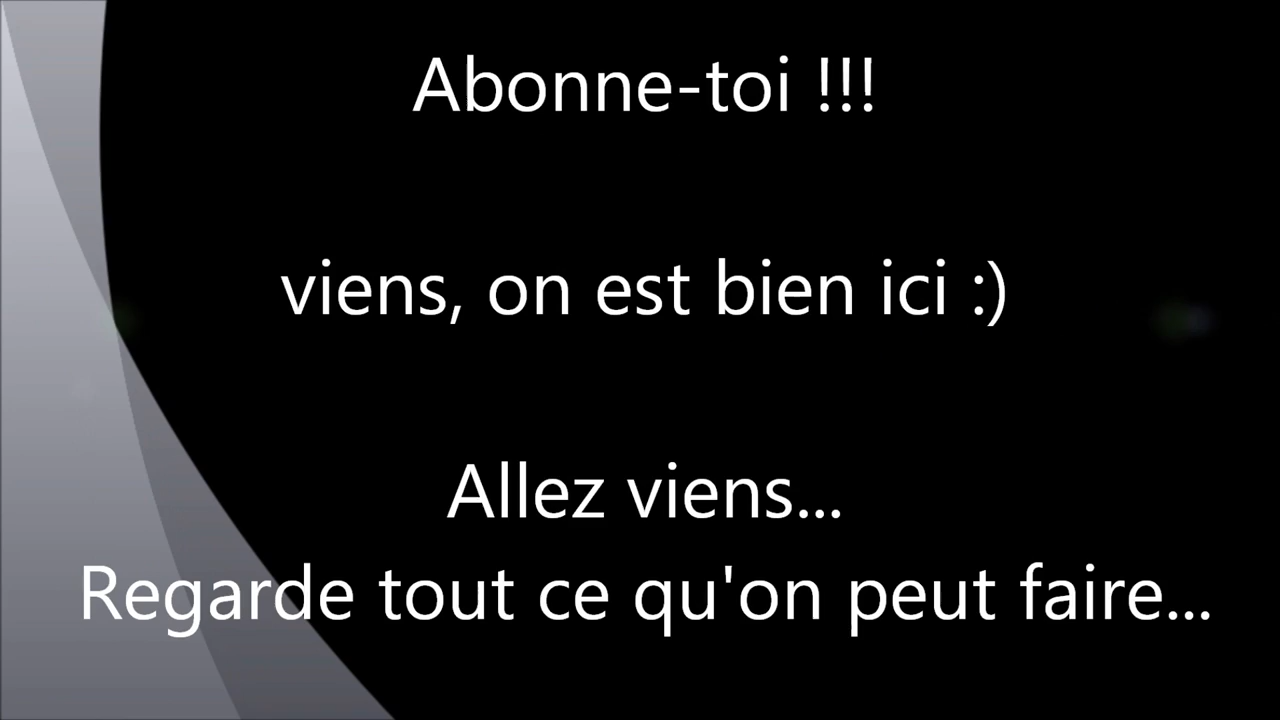 Abonne-toi !!!
viens, on est bien ici :)
Allez viens...
Regarde tout ce qu'on peut faire...